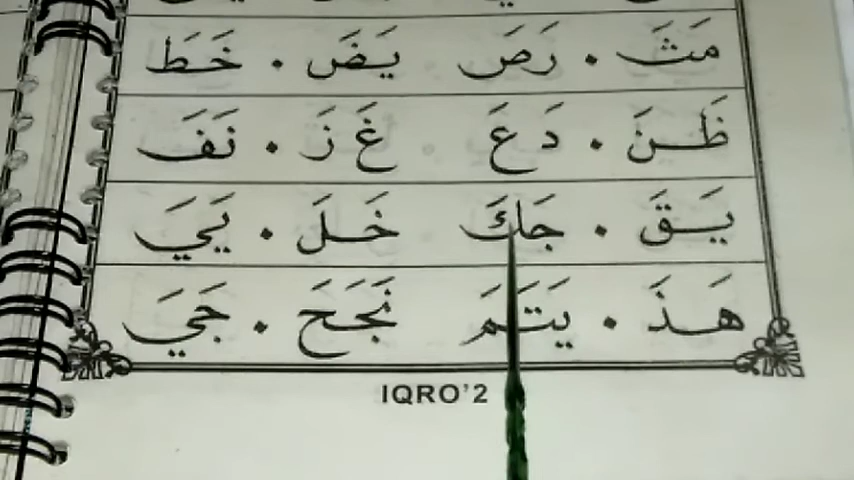 مَثَ . رَصَ يَضَ . خَطَ
ظَنَ . دَعَ غَزَ . نَفَ
يَقَ . جَكَ خَلَ . يَيَ
هَذَ . يَتَمَ نَجَحَ . جَيَ
IQRO'2